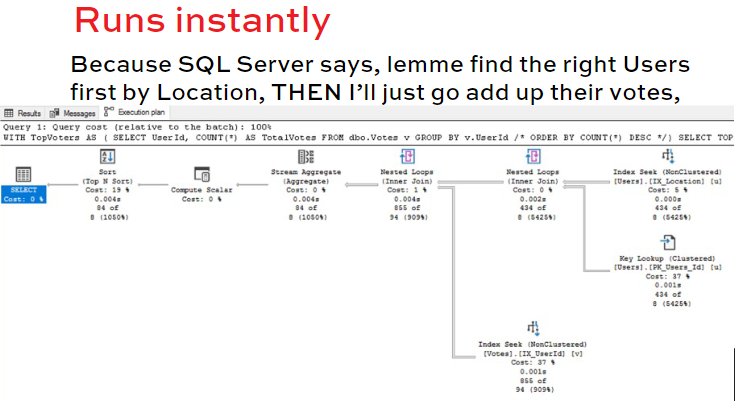 Runs instantly
Because SQL Server says, lemme find the right Users
first by Location, THEN I'll just go add up their votes,
Results Messages Execution plan
Query 1: Query cost (relative to the batch): 100%
WITH TopVoters AS ( SELECT UserId, COUNT(*) AS TotalVotes FROM dbo.Votes v GROUP BY v.UserId /* ORDER BY COUNT(*) DESC */) SELECT TOP
SELECT
Cost: 0 %
Sort
(Top N Sort)
Cost: 19 %
0.004s
84 of
8 (1050%)
Compute Scalar
Cost: 0 %
Stream Aggregate
(Aggregate)
Cost: 0 %
0.004s
84 of
8 (1050%)
Nested Loops
(Inner Join)
Cost: 1 %
0.004s
855 of
94 (909%)
Nested Loops
(Inner Join)
Cost: 0 %
0.002s
434 of
8 (5425%)
Index Seek (NonClustered)
[Users].[IX_Location] [u]
Cost: 5 %
0.000s
434 of
8 (5425%)
Key Lookup (Clustered)
[Users].[PK_Users_Id] [u]
Cost: 37 %
0.001s
434 of
8 (5425%)
Index Seek (NonClustered)
[Votes].[IX_UserId] [v]
Cost: 37 %
0.001s
855 of
94 (909%)